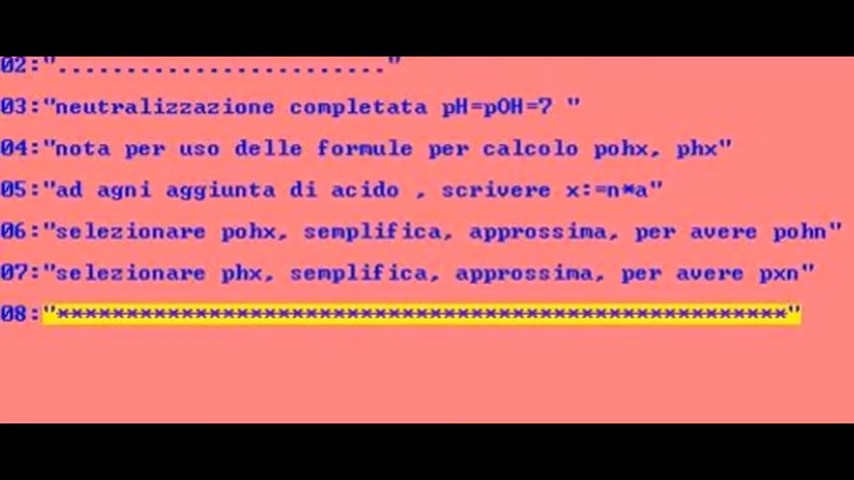 02:"........................"
03:"neutralizzazione completata pH=pOH=7 "
04:"nota per uso delle formule per calcolo pohx, phx"
05:"ad agni aggiunta di acido , scrivere x:=n*a"
06:"selezionare pohx, semplifica, approssima, per avere pohn"
07:"selezionare phx, semplifica, approssima, per avere pxn"
08:"*****************************************************"